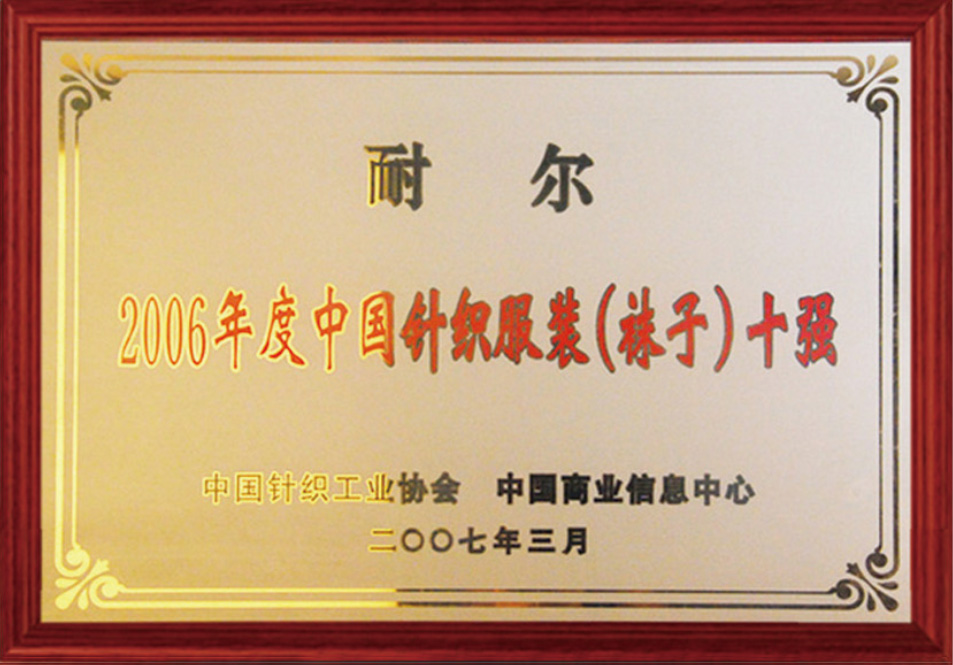 耐 尔
2006年度中国针织服装(袜子)十强
中国针织工业协会 中国商业信息中心
二〇〇七年三月